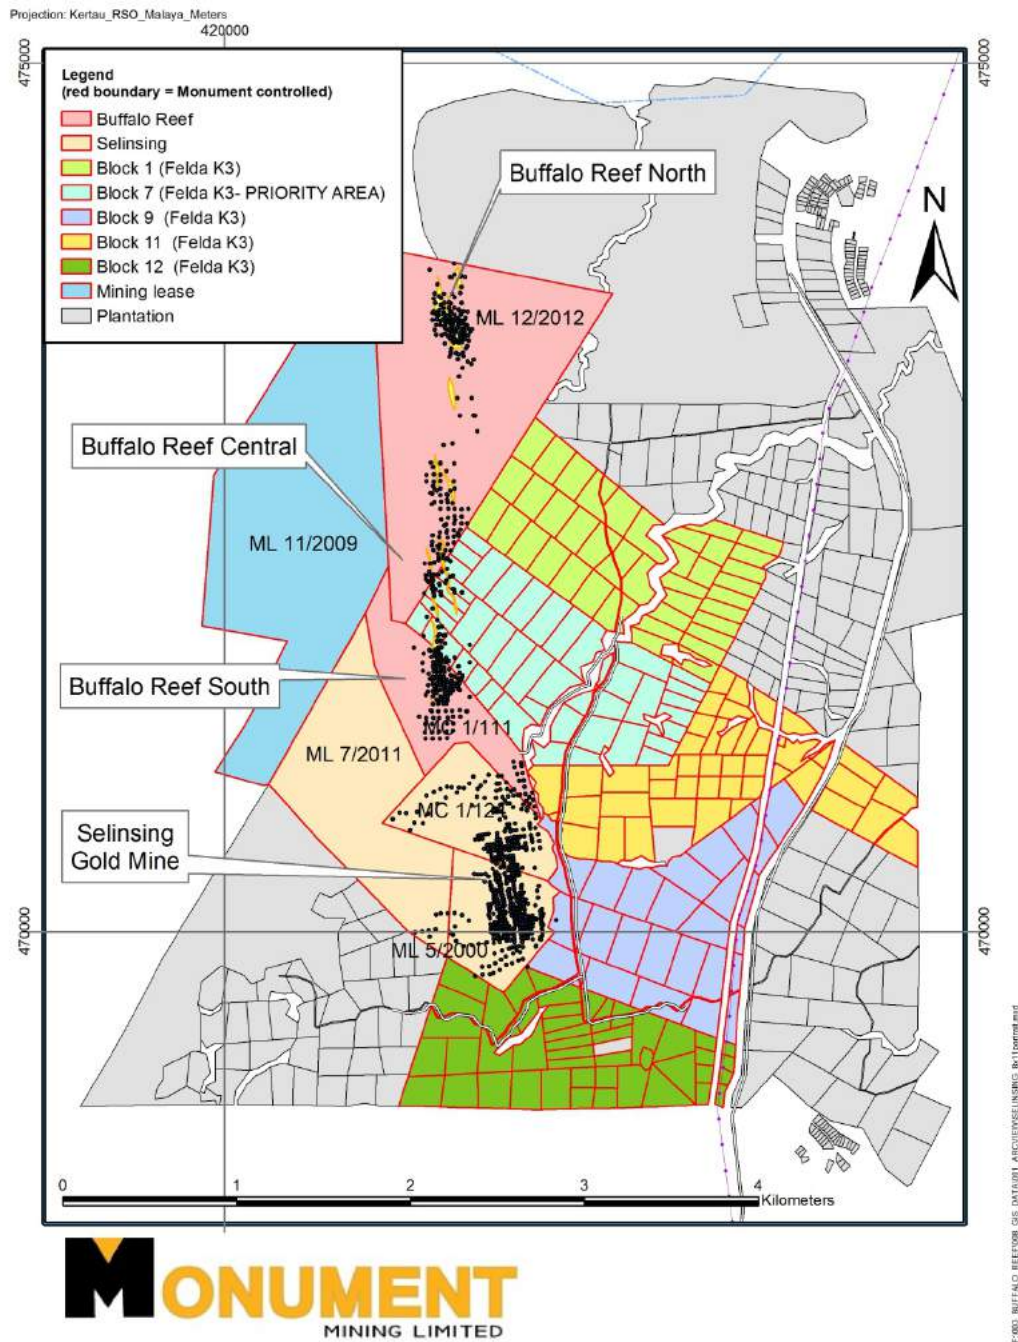 Projection: Kertau_RSO_Malaya_Meters
420000
475000
475000
Legend
(red boundary = Monument controlled)
Buffalo Reef
Selinsing
Block 1 (Felda K3)
Block 7 (Felda K3- PRIORITY AREA)
Block 9 (Felda K3)
Block 11 (Felda K3)
Block 12 (Felda K3)
Mining lease
Plantation
Buffalo Reef North
N
ML 12/2012
Buffalo Reef Central
ML 11/2009
Buffalo Reef South
MC 1/111
ML 7/2011
MC 1/12
Selinsing
Gold Mine
470000
470000
ML 5/2000
0 1 2 3 4
Kilometers
MONUMENT
MINING LIMITED